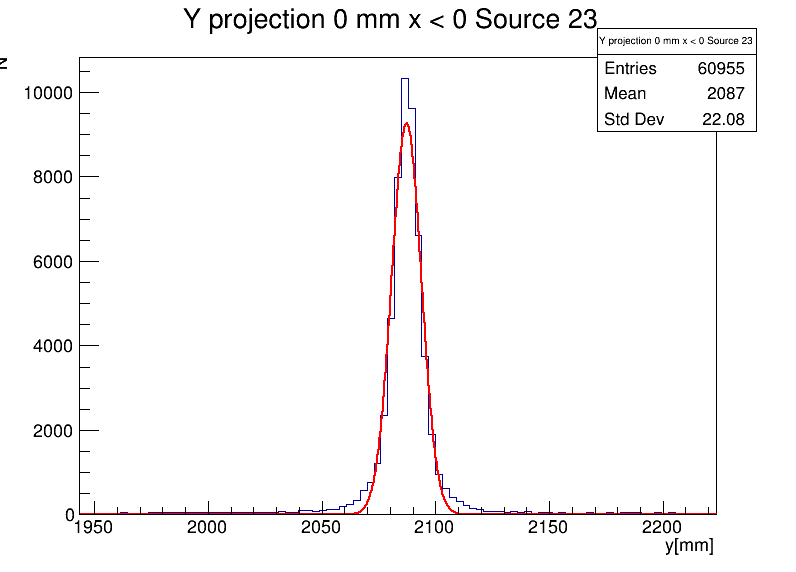 Y projection 0 mm x < 0 Source 23
Y projection 0 mm x < 0 Source 23
Entries 60955
Mean 2087
Std Dev 22.08
N
10000
8000
6000
4000
2000
0
1950 2000 2050 2100 2150 2200
y[mm]